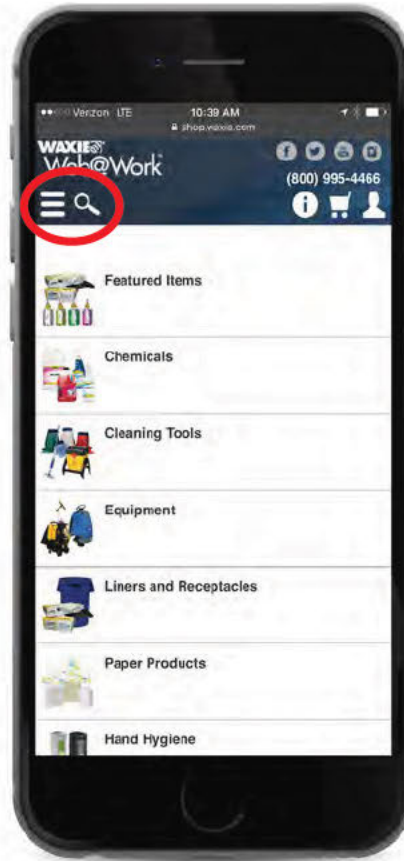 Verizon LTE 10:39 AM
shop.waxie.com
WAXIE
Web@Work
(800) 995-4466
Featured Items
Chemicals
Cleaning Tools
Equipment
Liners and Receptacles
Paper Products
Hand Hygiene